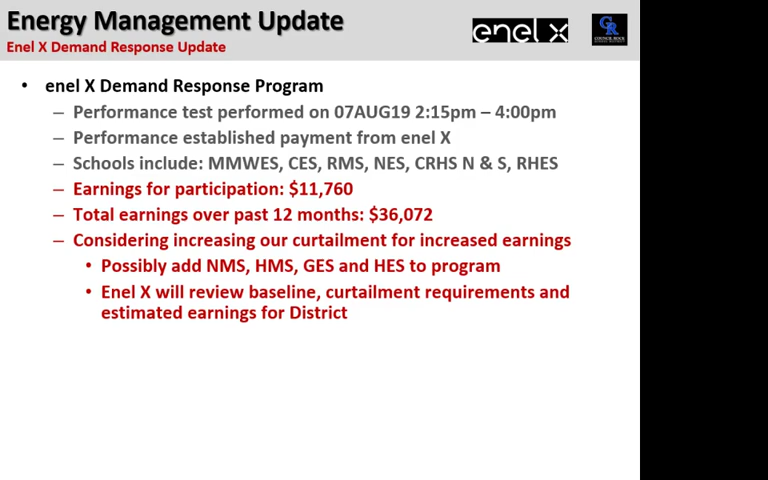 Energy Management Update
Enel X Demand Response Update
enel x
CR
COUNCIL ROCK
• enel X Demand Response Program
– Performance test performed on 07AUG19 2:15pm – 4:00pm
– Performance established payment from enel X
– Schools include: MMWES, CES, RMS, NES, CRHS N & S, RHES
– Earnings for participation: $11,760
– Total earnings over past 12 months: $36,072
– Considering increasing our curtailment for increased earnings
• Possibly add NMS, HMS, GES and HES to program
• Enel X will review baseline, curtailment requirements and
estimated earnings for District